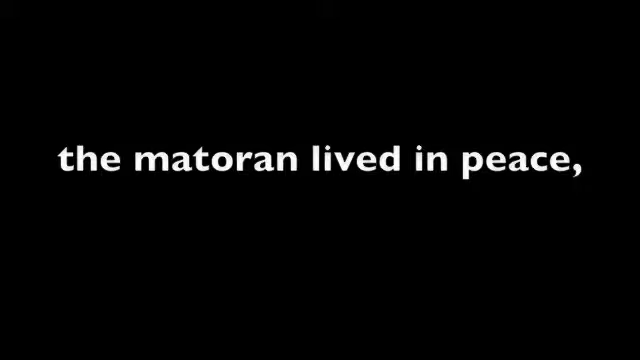 the matoran lived in peace,